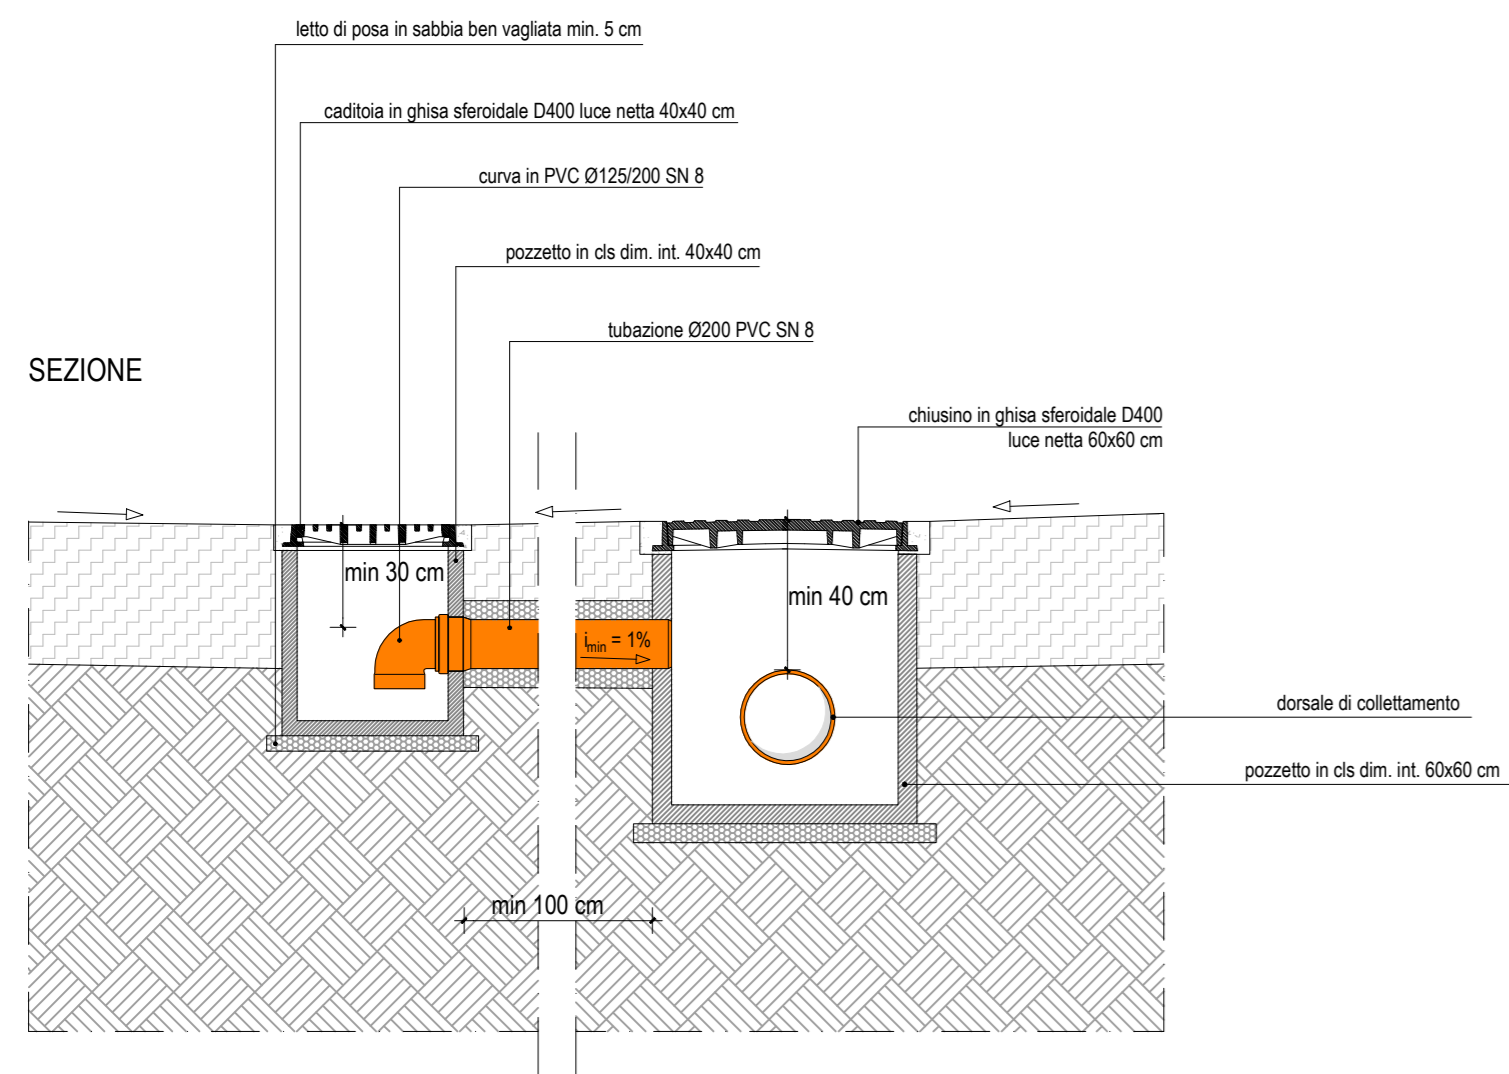 letto di posa in sabbia ben vagliata min. 5 cm
caditoia in ghisa sferoidale D400 luce netta 40x40 cm
curva in PVC Ø125/200 SN 8
pozzetto in cls dim. int. 40x40 cm
tubazione Ø200 PVC SN 8
SEZIONE
chiusino in ghisa sferoidale D400
luce netta 60x60 cm
min 30 cm
min 40 cm
imin = 1%
dorsale di collettamento
pozzetto in cls dim. int. 60x60 cm
min 100 cm